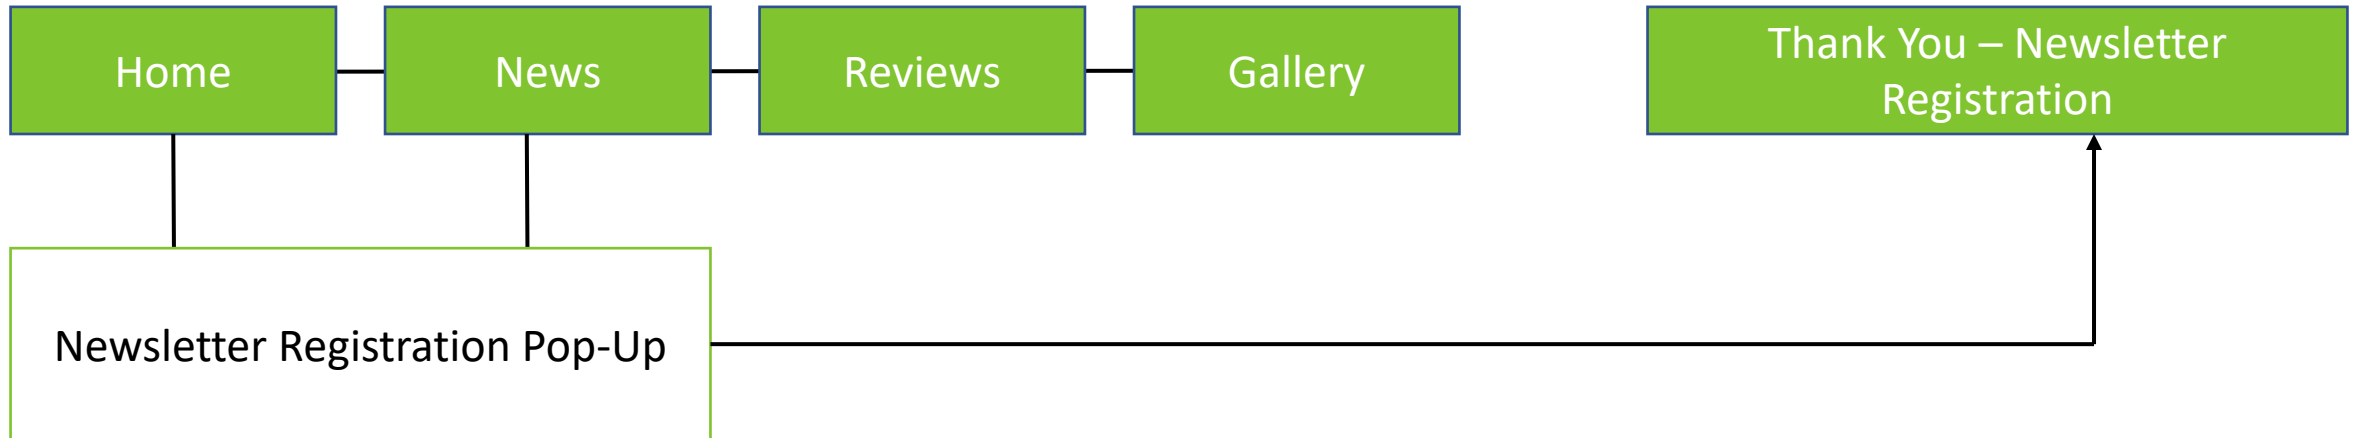 Home
News
Reviews
Gallery
Thank You – Newsletter
Registration
Newsletter Registration Pop-Up